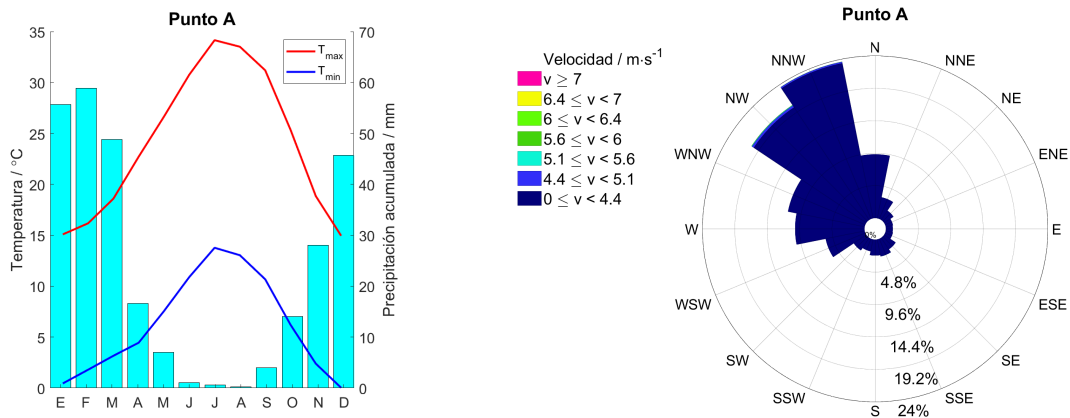 Punto A
Temperatura / °C
35
30
25
20
15
10
5
0
T_max
T_min
70
60
50
40
30
20
10
0
Precipitación acumulada / mm
E F M A M J J A S O N D
Punto A
Velocidad / m·s⁻¹
v ≥ 7
6.4 ≤ v < 7
6 ≤ v < 6.4
5.6 ≤ v < 6
5.1 ≤ v < 5.6
4.4 ≤ v < 5.1
0 ≤ v < 4.4
N
NNE
NE
ENE
E
ESE
SE
SSE
S
SSW
SW
WSW
W
WNW
NW
NNW
0%
4.8%
9.6%
14.4%
19.2%
24%